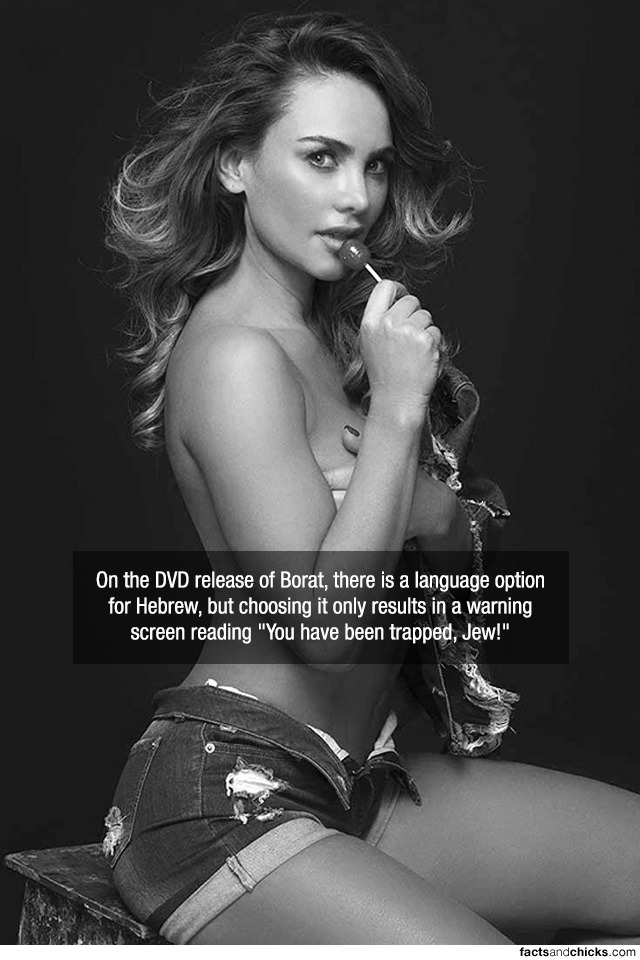 On the DVD release of Borat, there is a language option
for Hebrew, but choosing it only results in a warning
screen reading "You have been trapped, Jew!"
factsandchicks.com